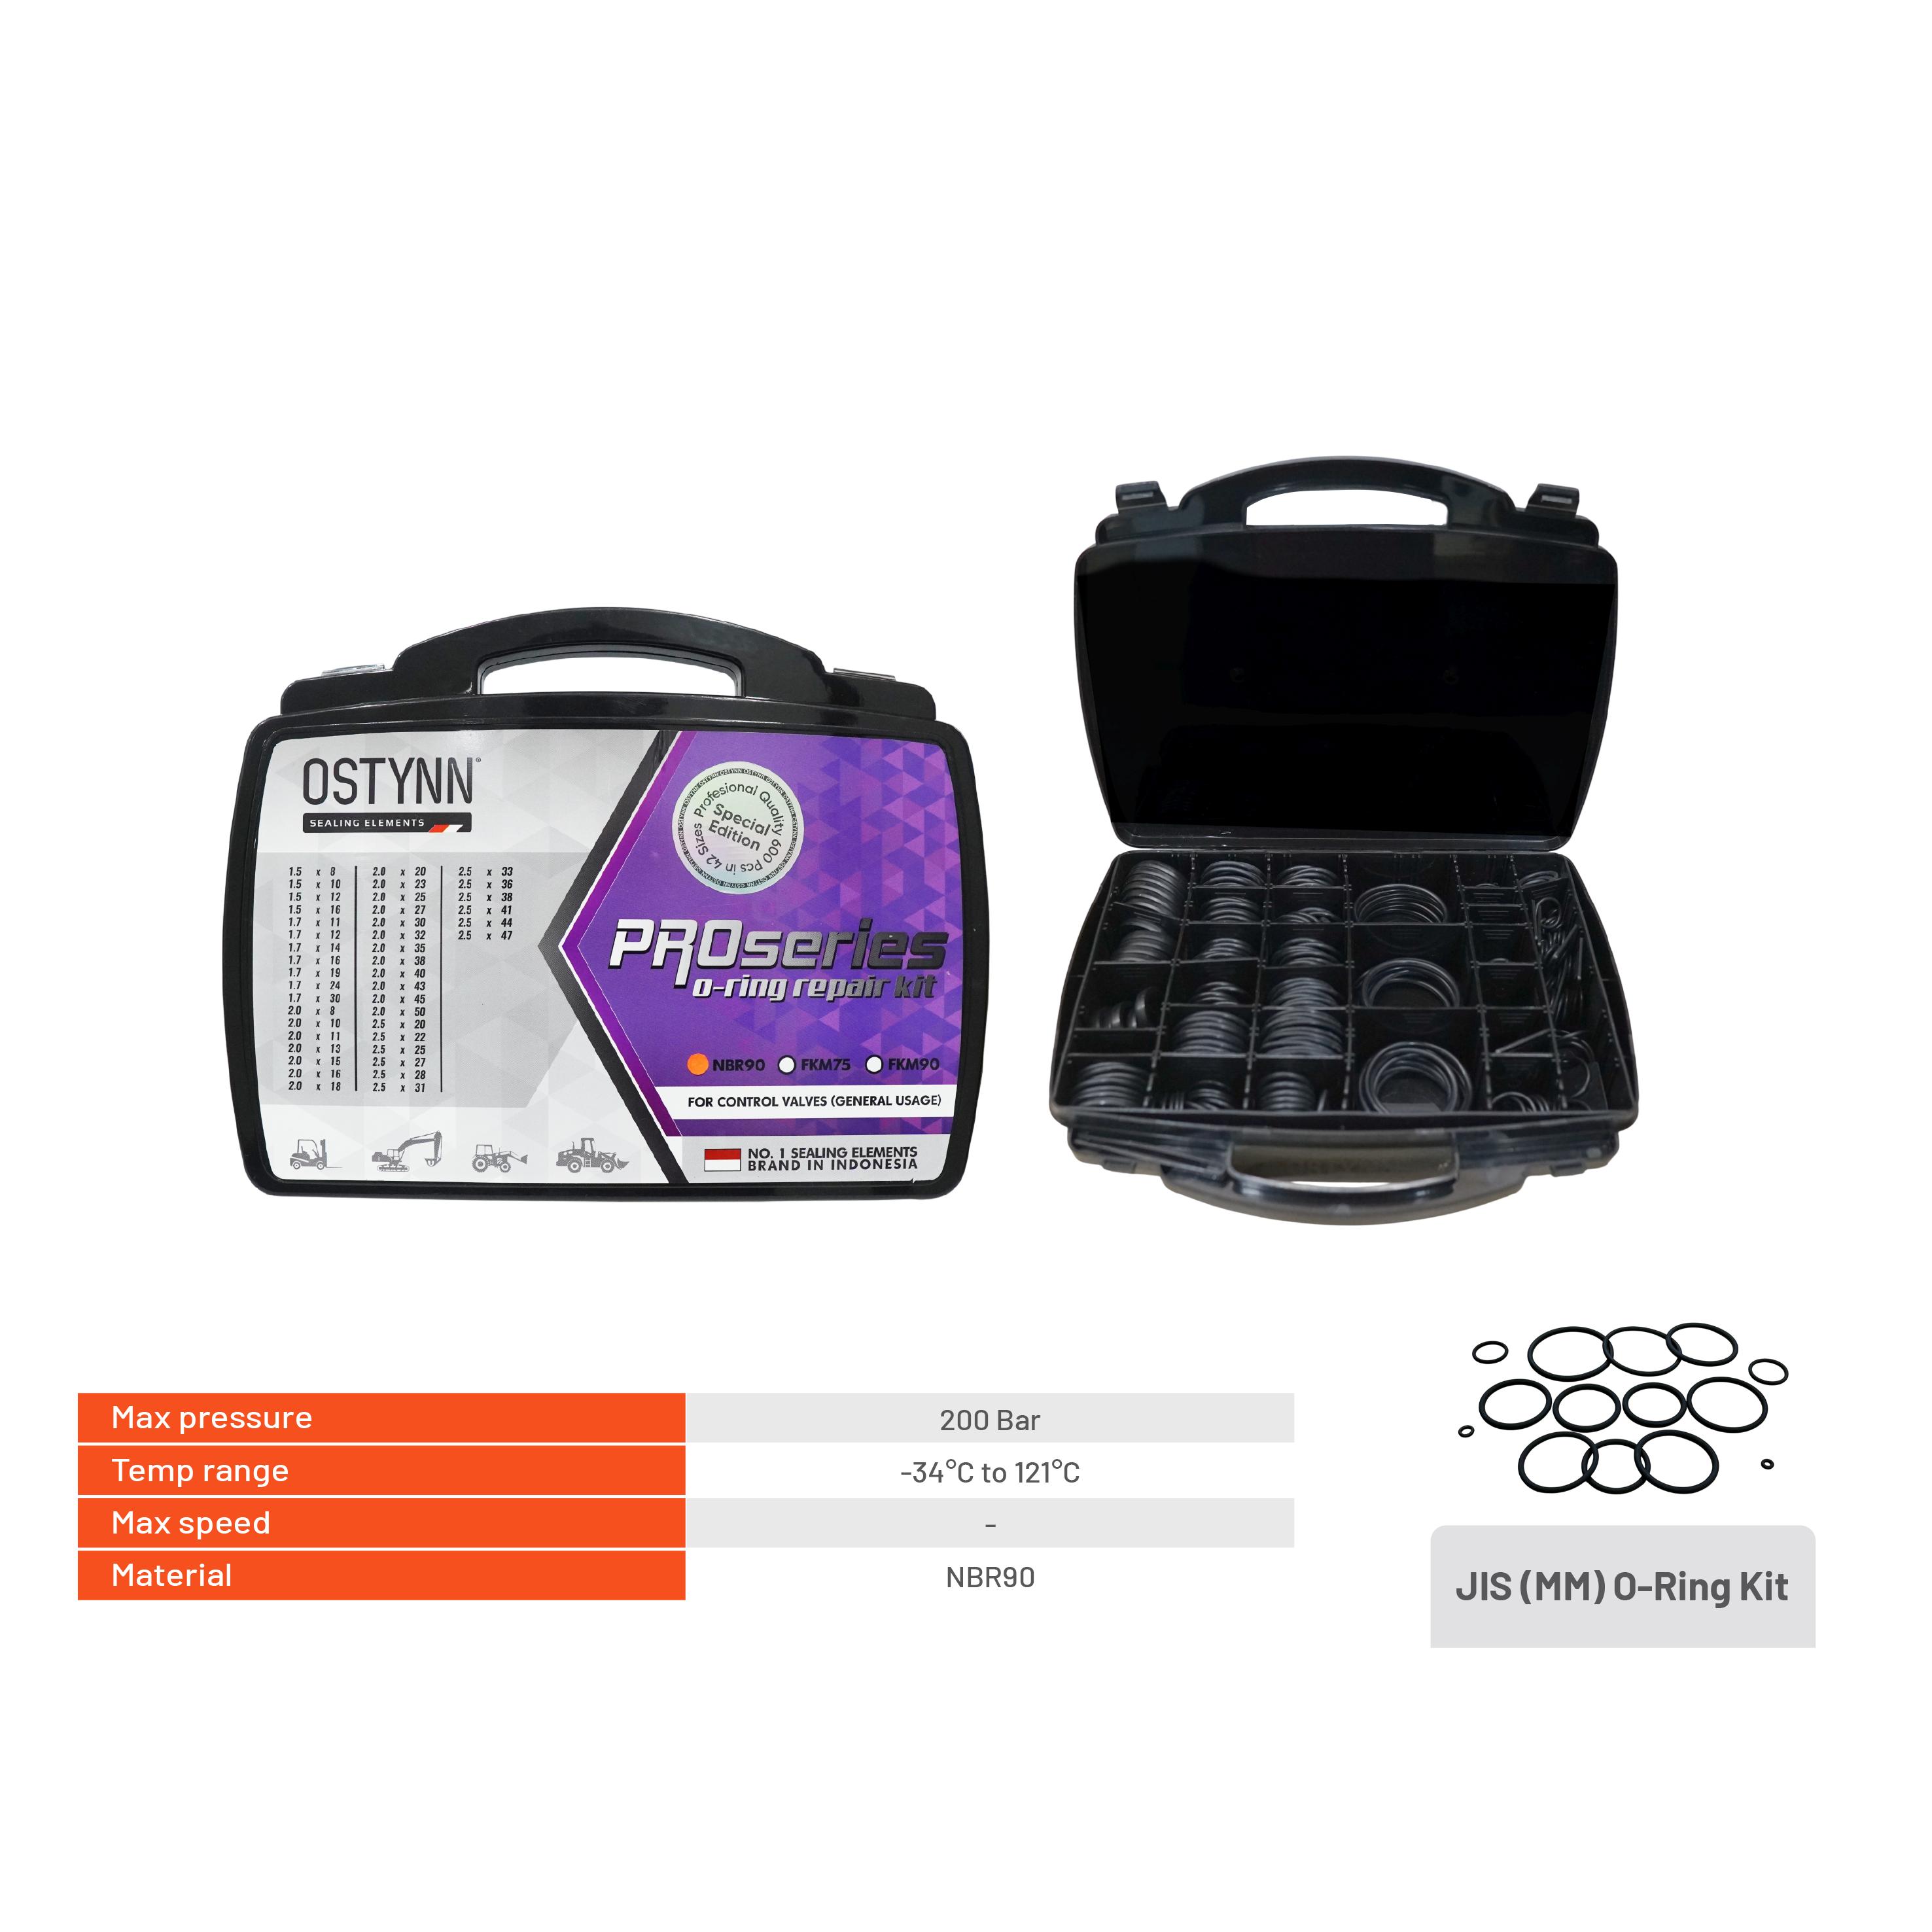 OSTYNN®
SEALING ELEMENTS
1.5 x 8
1.5 x 10
1.5 x 12
1.5 x 16
1.7 x 11
1.7 x 12
1.7 x 14
1.7 x 16
1.7 x 19
1.7 x 24
1.7 x 30
2.0 x 8
2.0 x 10
2.0 x 11
2.0 x 13
2.0 x 15
2.0 x 16
2.0 x 18
2.0 x 20
2.0 x 23
2.0 x 25
2.0 x 27
2.0 x 30
2.0 x 32
2.0 x 35
2.0 x 38
2.0 x 40
2.0 x 43
2.0 x 45
2.0 x 50
2.5 x 20
2.5 x 22
2.5 x 25
2.5 x 27
2.5 x 28
2.5 x 31
2.5 x 33
2.5 x 36
2.5 x 38
2.5 x 41
2.5 x 44
2.5 x 47
Profesional Quality 600 pcs in 42 Sizes
Special
Edition
PROseries
o-ring repair kit
NBR90 FKM75 FKM90
FOR CONTROL VALVES (GENERAL USAGE)
NO. 1 SEALING ELEMENTS
BRAND IN INDONESIA
Max pressure 200 Bar
Temp range -34°C to 121°C
Max speed -
Material NBR90
JIS (MM) O-Ring Kit